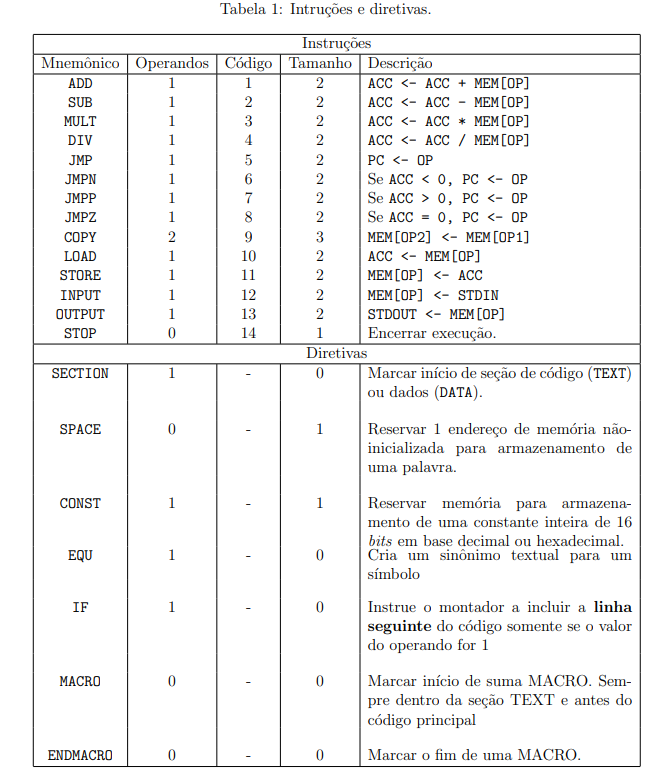 Tabela 1: Intruções e diretivas.
Instruções
Mnemônico Operandos Código Tamanho Descrição
ADD 1 1 2 ACC <- ACC + MEM[OP]
SUB 1 2 2 ACC <- ACC - MEM[OP]
MULT 1 3 2 ACC <- ACC * MEM[OP]
DIV 1 4 2 ACC <- ACC / MEM[OP]
JMP 1 5 2 PC <- OP
JMPN 1 6 2 Se ACC < 0, PC <- OP
JMPP 1 7 2 Se ACC > 0, PC <- OP
JMPZ 1 8 2 Se ACC = 0, PC <- OP
COPY 2 9 3 MEM[OP2] <- MEM[OP1]
LOAD 1 10 2 ACC <- MEM[OP]
STORE 1 11 2 MEM[OP] <- ACC
INPUT 1 12 2 MEM[OP] <- STDIN
OUTPUT 1 13 2 STDOUT <- MEM[OP]
STOP 0 14 1 Encerrar execução.
Diretivas
SECTION 1 - 0 Marcar início de seção de código (TEXT)
ou dados (DATA).
SPACE 0 - 1 Reservar 1 endereço de memória não-
inicializada para armazenamento de
uma palavra.
CONST 1 - 1 Reservar memória para armazena-
mento de uma constante inteira de 16
bits em base decimal ou hexadecimal.
EQU 1 - 0 Cria um sinônimo textual para um
símbolo
IF 1 - 0 Instrue o montador a incluir a linha
seguinte do código somente se o valor
do operando for 1
MACRO 0 - 0 Marcar início de suma MACRO. Sem-
pre dentro da seção TEXT e antes do
código principal
ENDMACRO 0 - 0 Marcar o fim de uma MACRO.